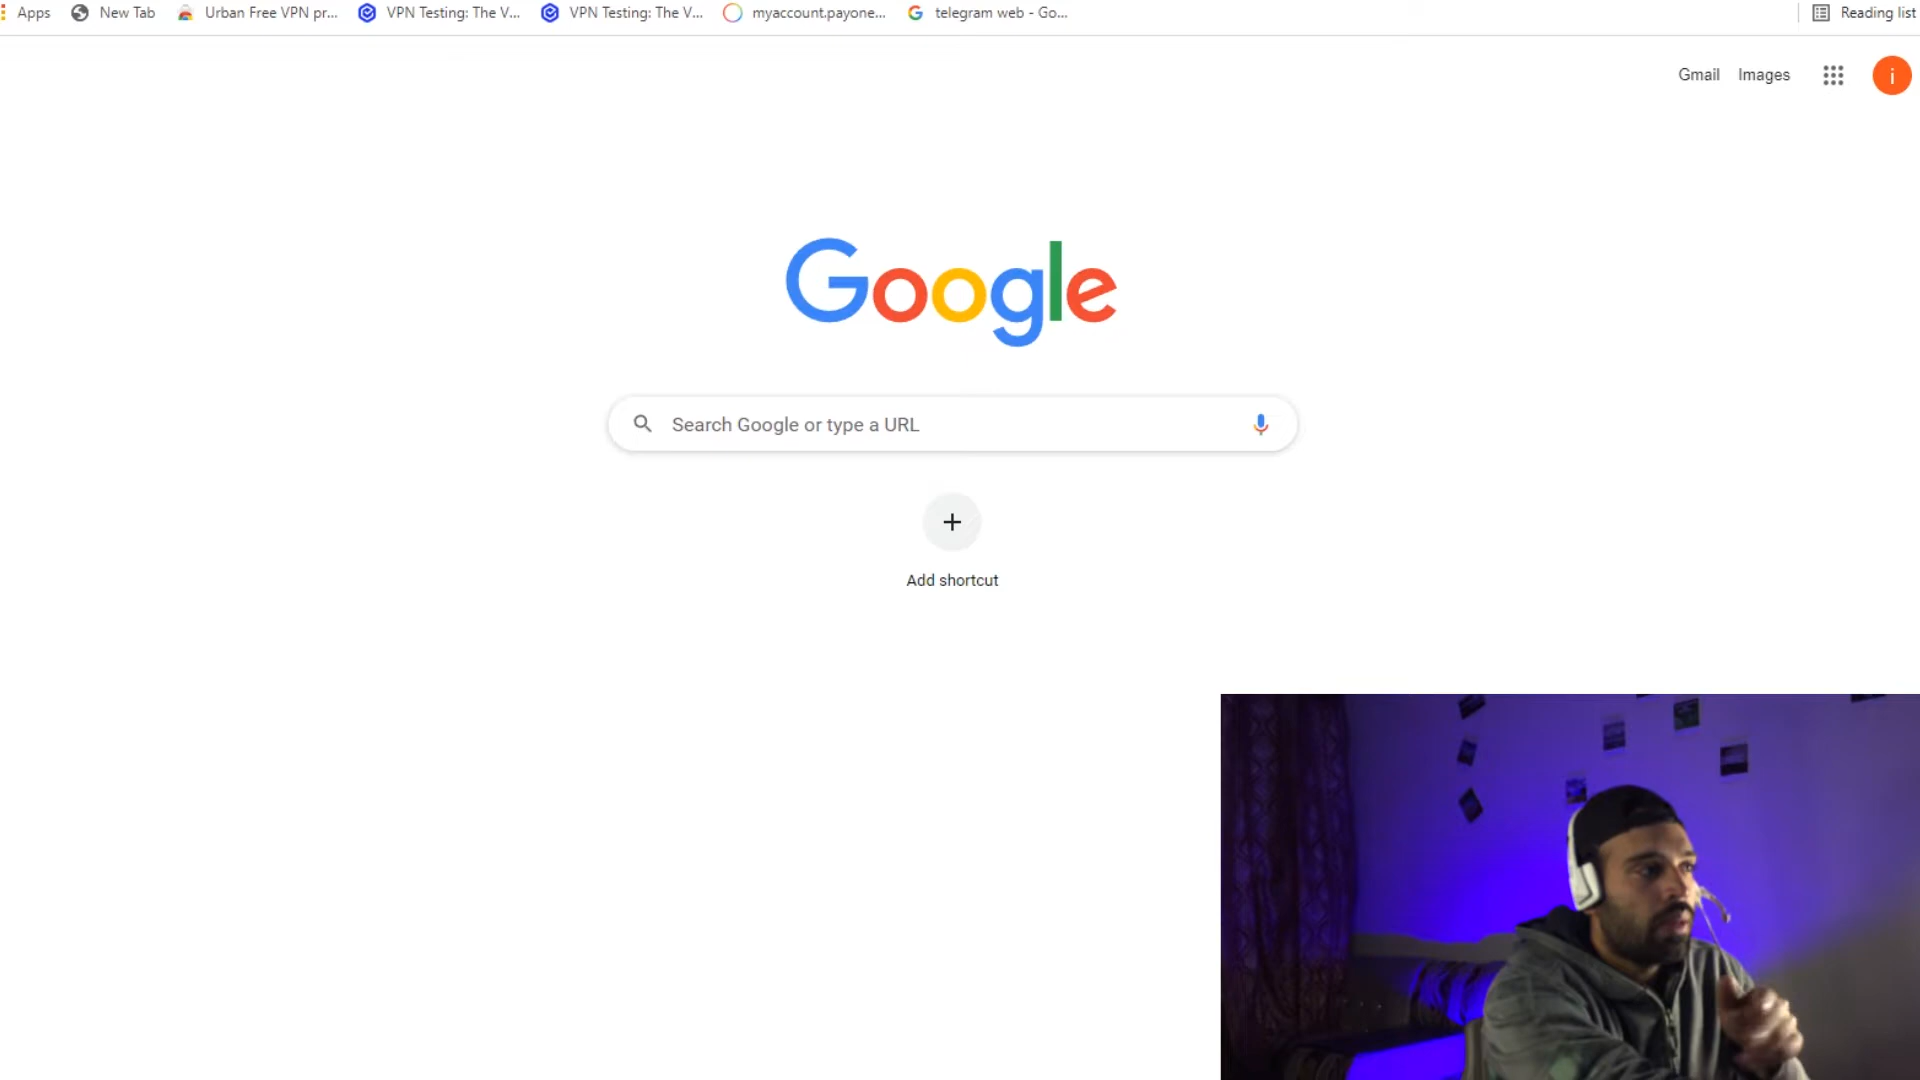 Apps New Tab Urban Free VPN pr... VPN Testing: The V... VPN Testing: The V... myaccount.payone... telegram web - Go... Reading list
Gmail Images i
Google
Search Google or type a URL
Add shortcut